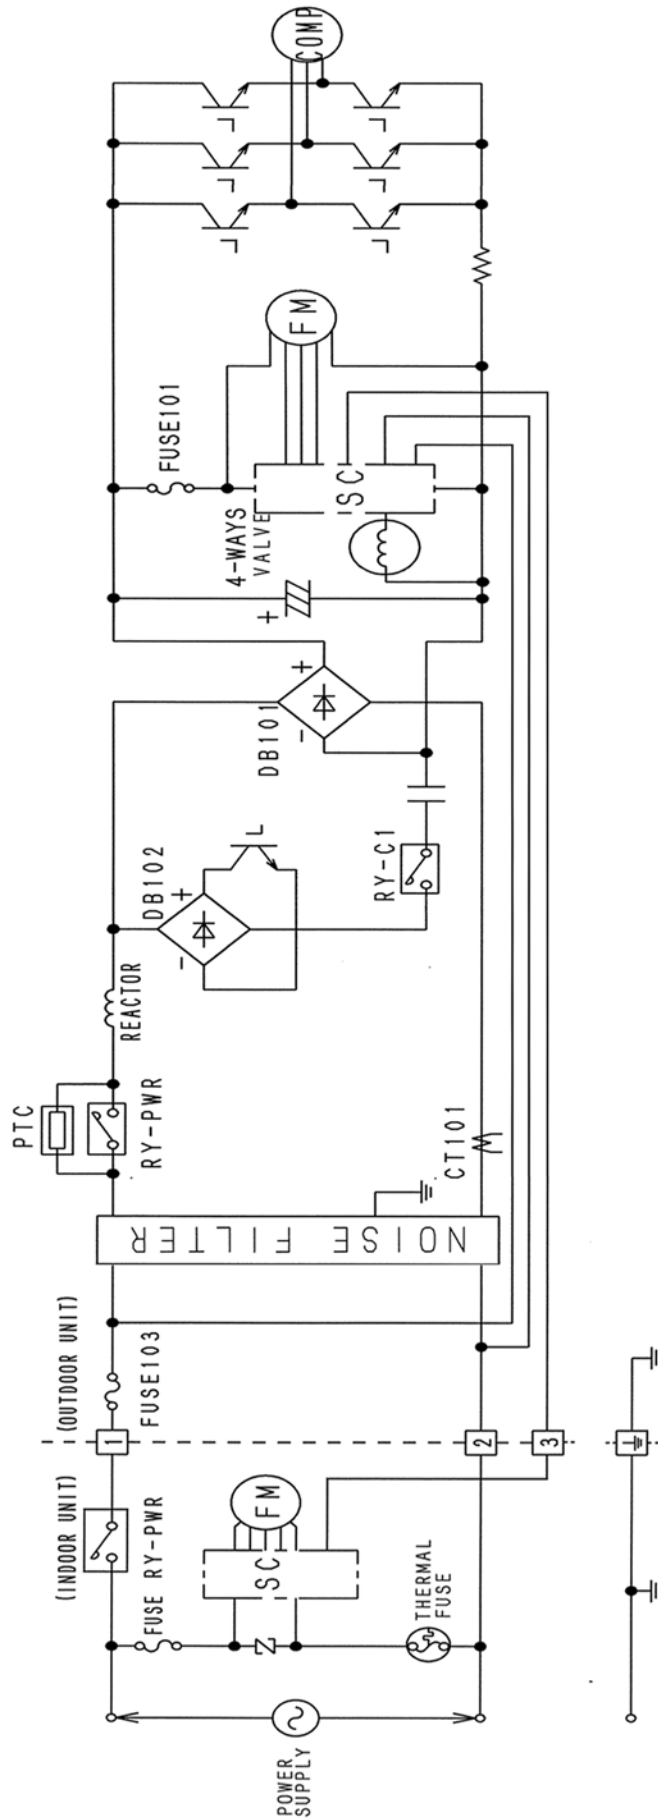 (INDOOR UNIT)
(OUTDOOR UNIT)
POWER
SUPPLY
FUSE
RY-PWR
SC
FM
Z
THERMAL
FUSE
1
2
3
FUSE103
NOISE FILTER
PTC
RY-PWR
REACTOR
CT101
DB102
-
+
RY-C1
DB101
-
+
+
4-WAYS
VALVE
FUSE101
SC
FM
COMP